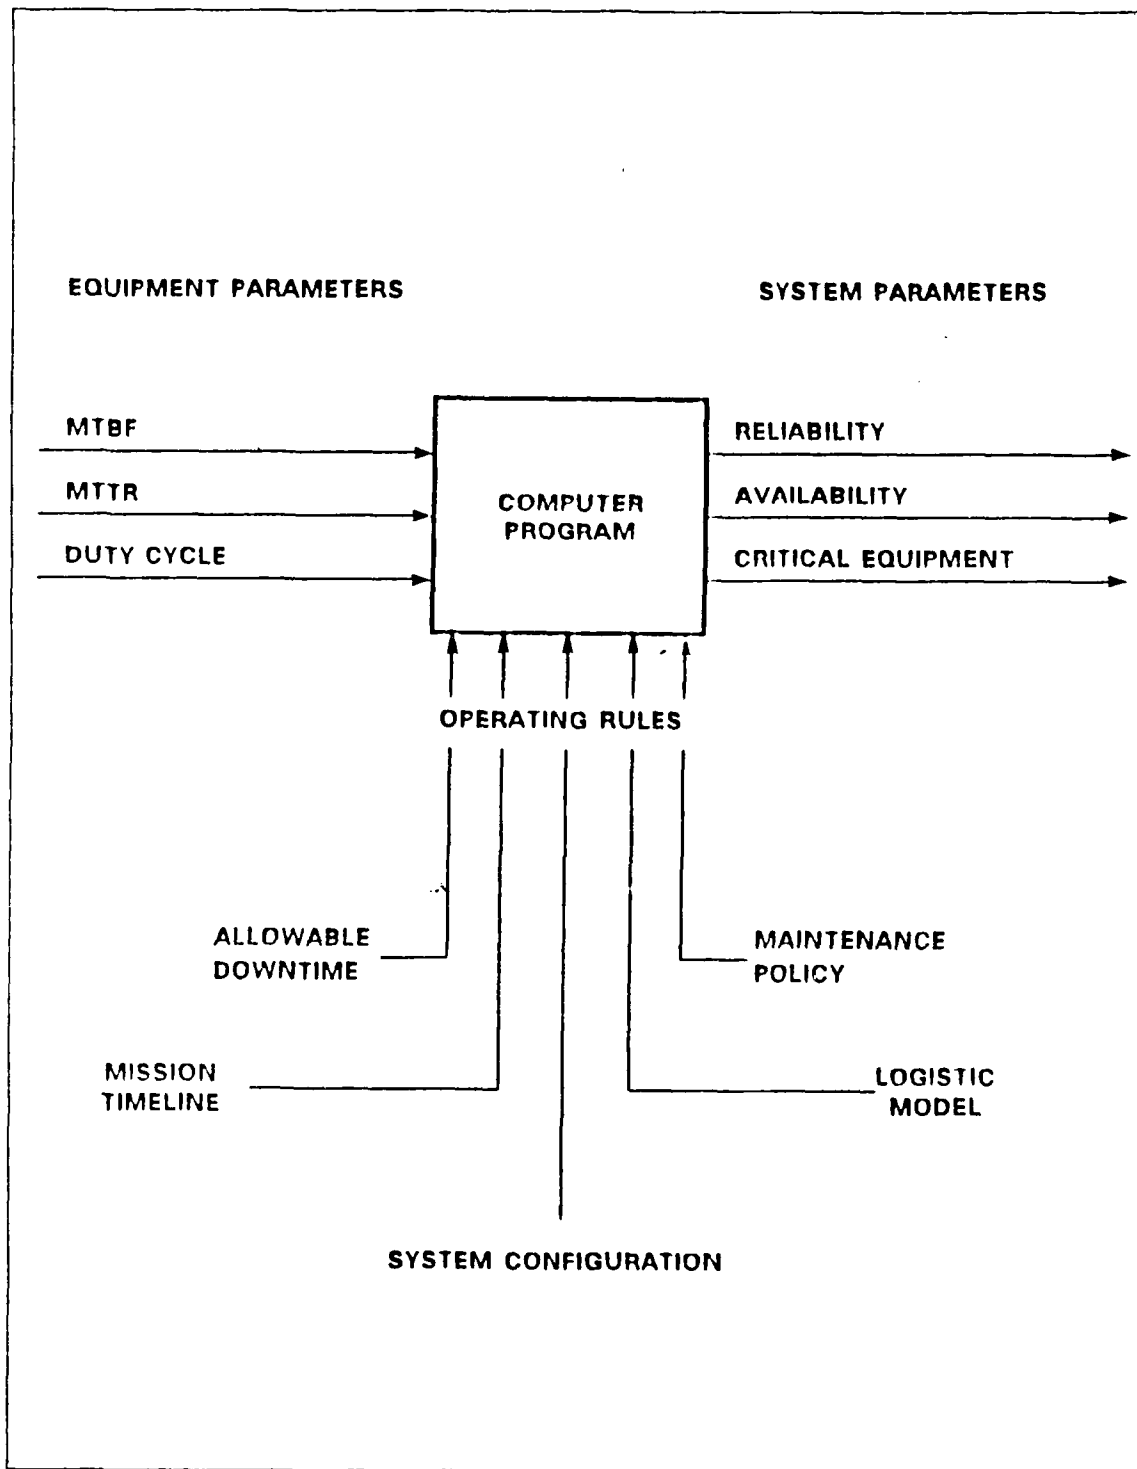 EQUIPMENT PARAMETERS
SYSTEM PARAMETERS
MTBF
MTTR
DUTY CYCLE
COMPUTER
PROGRAM
RELIABILITY
AVAILABILITY
CRITICAL EQUIPMENT
OPERATING RULES
ALLOWABLE
DOWNTIME
MAINTENANCE
POLICY
MISSION
TIMELINE
LOGISTIC
MODEL
SYSTEM CONFIGURATION